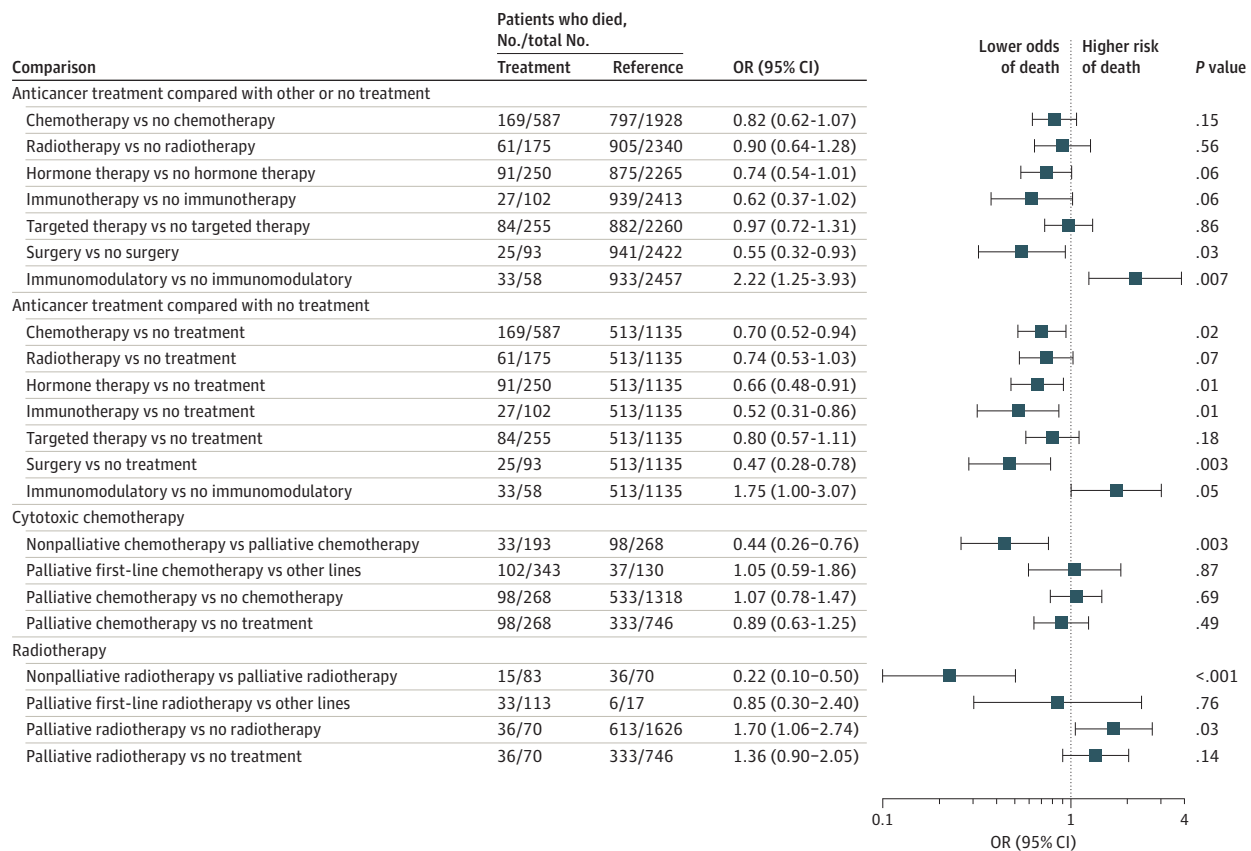 Patients who died,
No./total No.
Lower odds of death
Higher risk of death
Comparison Treatment Reference OR (95% CI) P value
Anticancer treatment compared with other or no treatment
Chemotherapy vs no chemotherapy 169/587 797/1928 0.82 (0.62-1.07) .15
Radiotherapy vs no radiotherapy 61/175 905/2340 0.90 (0.64-1.28) .56
Hormone therapy vs no hormone therapy 91/250 875/2265 0.74 (0.54-1.01) .06
Immunotherapy vs no immunotherapy 27/102 939/2413 0.62 (0.37-1.02) .06
Targeted therapy vs no targeted therapy 84/255 882/2260 0.97 (0.72-1.31) .86
Surgery vs no surgery 25/93 941/2422 0.55 (0.32-0.93) .03
Immunomodulatory vs no immunomodulatory 33/58 933/2457 2.22 (1.25-3.93) .007
Anticancer treatment compared with no treatment
Chemotherapy vs no treatment 169/587 513/1135 0.70 (0.52-0.94) .02
Radiotherapy vs no treatment 61/175 513/1135 0.74 (0.53-1.03) .07
Hormone therapy vs no treatment 91/250 513/1135 0.66 (0.48-0.91) .01
Immunotherapy vs no treatment 27/102 513/1135 0.52 (0.31-0.86) .01
Targeted therapy vs no treatment 84/255 513/1135 0.80 (0.57-1.11) .18
Surgery vs no treatment 25/93 513/1135 0.47 (0.28-0.78) .003
Immunomodulatory vs no immunomodulatory 33/58 513/1135 1.75 (1.00-3.07) .05
Cytotoxic chemotherapy
Nonpalliative chemotherapy vs palliative chemotherapy 33/193 98/268 0.44 (0.26–0.76) .003
Palliative first-line chemotherapy vs other lines 102/343 37/130 1.05 (0.59-1.86) .87
Palliative chemotherapy vs no chemotherapy 98/268 533/1318 1.07 (0.78-1.47) .69
Palliative chemotherapy vs no treatment 98/268 333/746 0.89 (0.63-1.25) .49
Radiotherapy
Nonpalliative radiotherapy vs palliative radiotherapy 15/83 36/70 0.22 (0.10–0.50) <.001
Palliative first-line radiotherapy vs other lines 33/113 6/17 0.85 (0.30–2.40) .76
Palliative radiotherapy vs no radiotherapy 36/70 613/1626 1.70 (1.06–2.74) .03
Palliative radiotherapy vs no treatment 36/70 333/746 1.36 (0.90–2.05) .14
0.1 1 4
OR (95% CI)